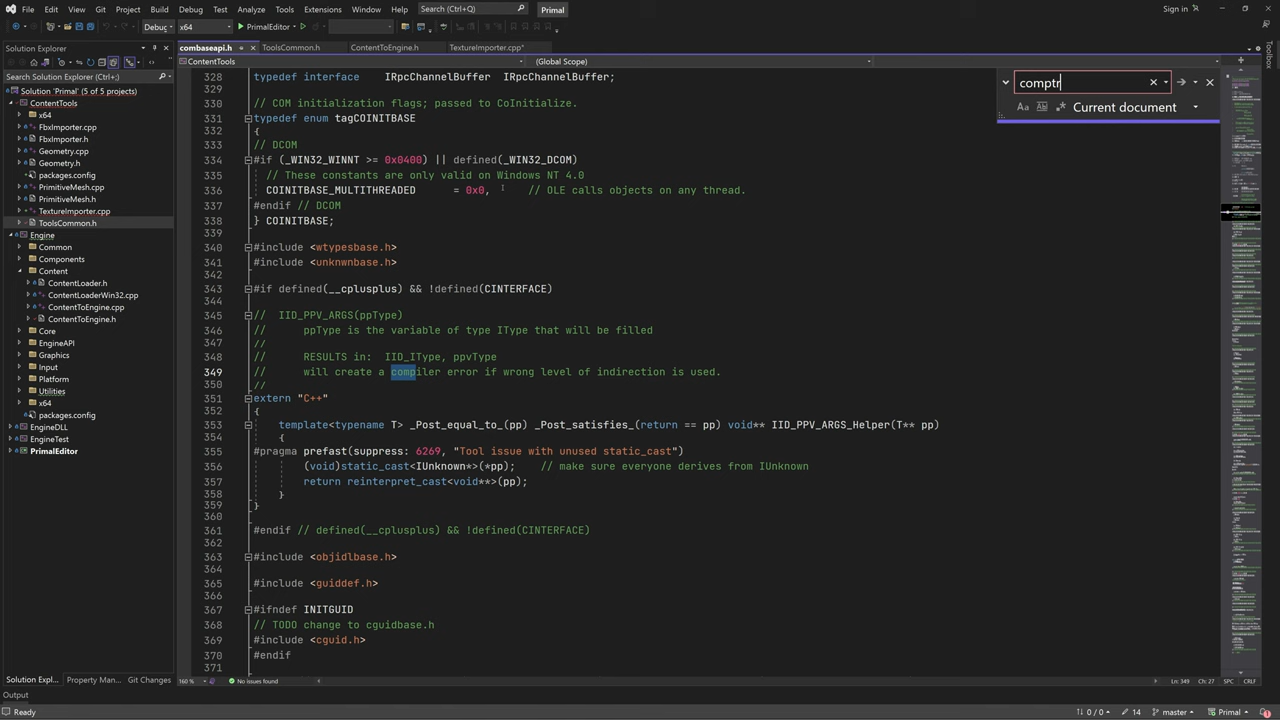 File Edit View Git Project Build Debug Test Analyze Tools Extensions Window Help Search (Ctrl+Q) Primal Sign in
Debug x64 PrimalEditor
Solution Explorer combaseapi.h ToolsCommon.h ContentToEngine.h TextureImporter.cpp*
ContentTools (Global Scope)
Search Solution Explorer (Ctrl+;)
Solution 'Primal' (5 of 5 projects)
ContentTools
x64
FbxImporter.cpp
FbxImporter.h
Geometry.cpp
Geometry.h
packages.config
PrimitiveMesh.cpp
PrimitiveMesh.h
TextureImporter.cpp
ToolsCommon.h
Engine
Common
Components
Content
ContentLoader.h
ContentLoaderWin32.cpp
ContentToEngine.cpp
ContentToEngine.h
Core
EngineAPI
Graphics
Input
Platform
Utilities
x64
packages.config
EngineDLL
EngineTest
PrimalEditor
328 typedef interface IRpcChannelBuffer IRpcChannelBuffer;
329
330 // COM initialization flags; passed to CoInitialize.
331 typedef enum tagCOINITBASE
332 {
333 // DCOM
334 #if (_WIN32_WINNT >= 0x0400) || defined(_WIN32_DCOM)
335 // These constants are only valid on Windows NT 4.0
336 COINITBASE_MULTITHREADED = 0x0, // OLE calls objects on any thread.
337 #endif // DCOM
338 } COINITBASE;
339
340 #include <wtypesbase.h>
341 #include <unknwnbase.h>
342
343 #if defined(__cplusplus) && !defined(CINTERFACE)
344
345 // IID_PPV_ARGS(ppType)
346 // ppType is the variable of type IType that will be filled
347 //
348 // RESULTS in: IID_IType, ppvType
349 // will create a compiler error if wrong level of indirection is used.
350 //
351 extern "C++"
352 {
353 template<typename T> _Post_equal_to_(pp) _Post_satisfies_(return == pp) void** IID_PPV_ARGS_Helper(T** pp)
354 {
355 #pragma prefast(suppress: 6269, "Tool issue with unused static_cast")
356 (void)static_cast<IUnknown*>(*pp); // make sure everyone derives from IUnknown
357 return reinterpret_cast<void**>(pp);
358 }
359 }
360
361 #endif // defined(__cplusplus) && !defined(CINTERFACE)
362
363 #include <objidlbase.h>
364
365 #include <guiddef.h>
366
367 #ifndef INITGUID
368 // TODO change to cguidbase.h
369 #include <cguid.h>
370 #endif
371
comptr
Current document
Toolbox
Solution Expl... Property Man... Git Changes 160 % No issues found Ln: 349 Ch: 27 SPC CRLF
Output
Ready 0 / 0 14 master Primal 1